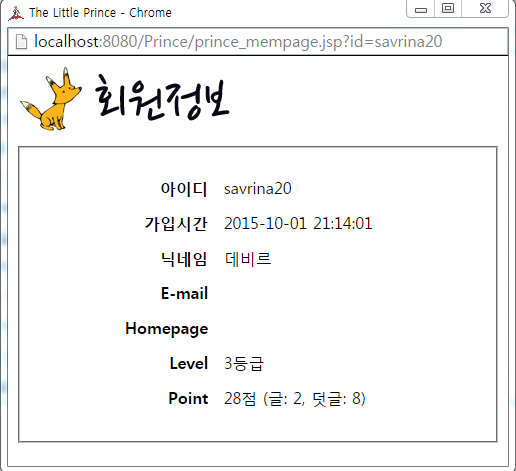 The Little Prince - Chrome
localhost:8080/Prince/prince_mempage.jsp?id=savrina20
회원정보
아이디 savrina20
가입시간 2015-10-01 21:14:01
닉네임 데비르
E-mail
Homepage
Level 3등급
Point 28점 (글: 2, 덧글: 8)